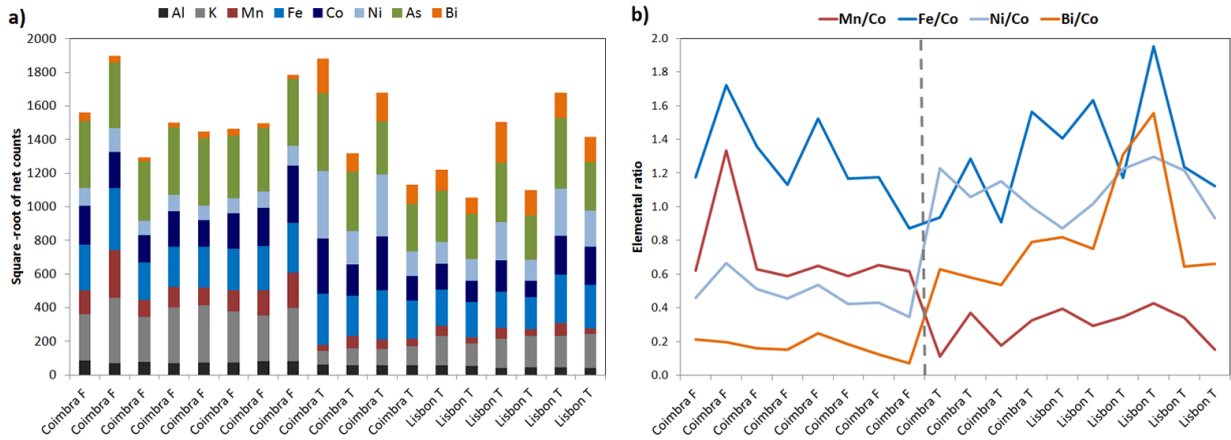 a)
Al K Mn Fe Co Ni As Bi
Square -root of net counts
2000
1800
1600
1400
1200
1000
800
600
400
200
0
Coimbra F
Coimbra F
Coimbra F
Coimbra F
Coimbra F
Coimbra F
Coimbra F
Coimbra F
Coimbra T
Coimbra T
Coimbra T
Coimbra T
Lisbon T
Lisbon T
Lisbon T
Lisbon T
Lisbon T
Lisbon T
b)
Mn/Co Fe/Co Ni/Co Bi/Co
Elemental ratio
2.0
1.8
1.6
1.4
1.2
1.0
0.8
0.6
0.4
0.2
0.0
Coimbra F
Coimbra F
Coimbra F
Coimbra F
Coimbra F
Coimbra F
Coimbra F
Coimbra F
Coimbra T
Coimbra T
Coimbra T
Coimbra T
Lisbon T
Lisbon T
Lisbon T
Lisbon T
Lisbon T
Lisbon T